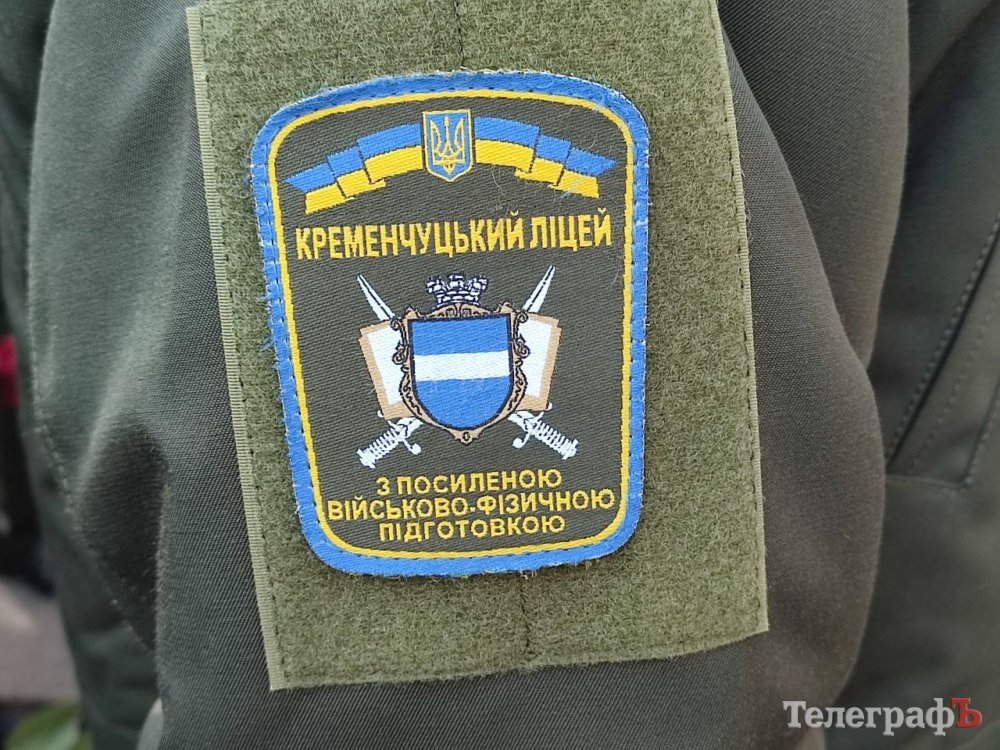 КРЕМЕНЧУЦЬКИЙ ЛІЦЕЙ
З ПОСИЛЕНОЮ
ВІЙСЬКОВО-ФІЗИЧНОЮ
ПІДГОТОВКОЮ
ТелеграфЪ